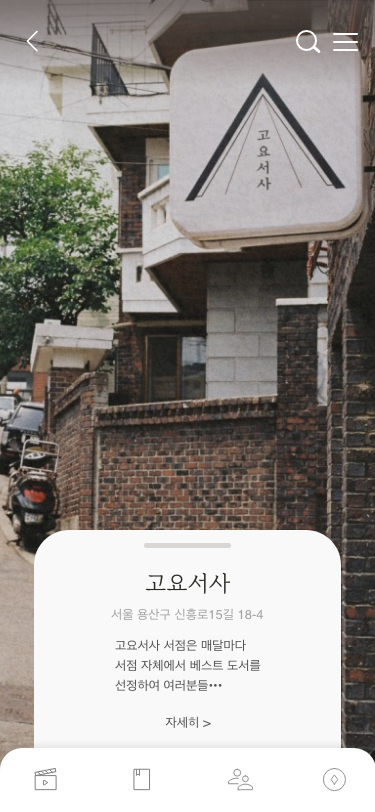 고요서사
고요서사
서울 용산구 신흥로15길 18-4
고요서사 서점은 매달마다
서점 자체에서 베스트 도서를
선정하여 여러분들•••
자세히 >